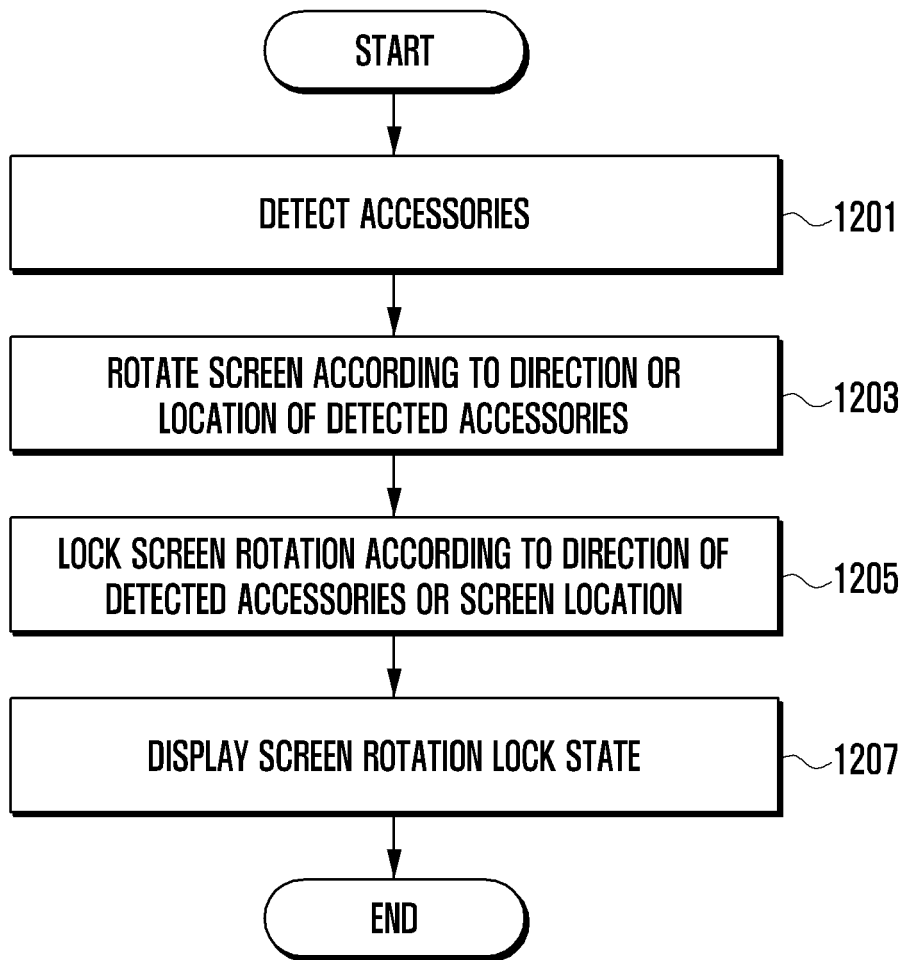 START
DETECT ACCESSORIES
1201
ROTATE SCREEN ACCORDING TO DIRECTION OR
LOCATION OF DETECTED ACCESSORIES
1203
LOCK SCREEN ROTATION ACCORDING TO DIRECTION OF
DETECTED ACCESSORIES OR SCREEN LOCATION
1205
DISPLAY SCREEN ROTATION LOCK STATE
1207
END